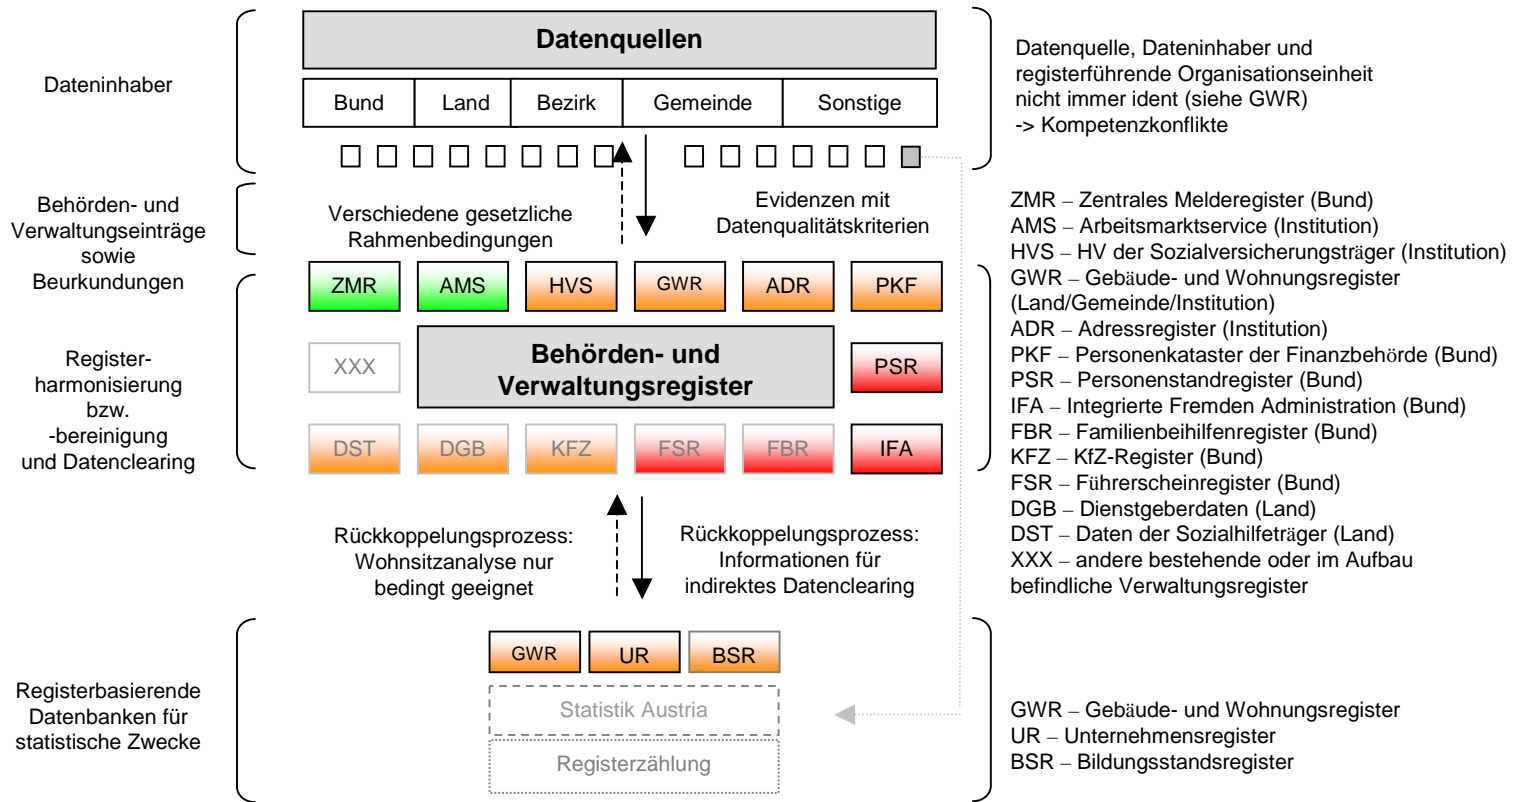 Datenquellen
Dateninhaber
Bund
Land
Bezirk
Gemeinde
Sonstige
Datenquelle, Dateninhaber und
registerführende Organisationseinheit
nicht immer ident (siehe GWR)
-> Kompetenzkonflikte
Behörden- und
Verwaltungseinträge
sowie
Beurkundungen
Verschiedene gesetzliche
Rahmenbedingungen
Evidenzen mit
Datenqualitätskriterien
Register-
harmonisierung
bzw.
-bereinigung
und Datenclearing
ZMR
AMS
HVS
GWR
ADR
PKF
XXX
Behörden- und
Verwaltungsregister
PSR
DST
DGB
KFZ
FSR
FBR
IFA
ZMR – Zentrales Melderegister (Bund)
AMS – Arbeitsmarktservice (Institution)
HVS – HV der Sozialversicherungsträger (Institution)
GWR – Gebäude- und Wohnungsregister
(Land/Gemeinde/Institution)
ADR – Adressregister (Institution)
PKF – Personenkataster der Finanzbehörde (Bund)
PSR – Personenstandregister (Bund)
IFA – Integrierte Fremden Administration (Bund)
FBR – Familienbeihilfenregister (Bund)
KFZ – KfZ-Register (Bund)
FSR – Führerscheinregister (Bund)
DGB – Dienstgeberdaten (Land)
DST – Daten der Sozialhilfeträger (Land)
XXX – andere bestehende oder im Aufbau
befindliche Verwaltungsregister
Rückkoppelungsprozess:
Wohnsitzanalyse nur
bedingt geeignet
Rückkoppelungsprozess:
Informationen für
indirektes Datenclearing
Registerbasierende
Datenbanken für
statistische Zwecke
GWR
UR
BSR
Statistik Austria
Registerzählung
GWR – Gebäude- und Wohnungsregister
UR – Unternehmensregister
BSR – Bildungsstandsregister